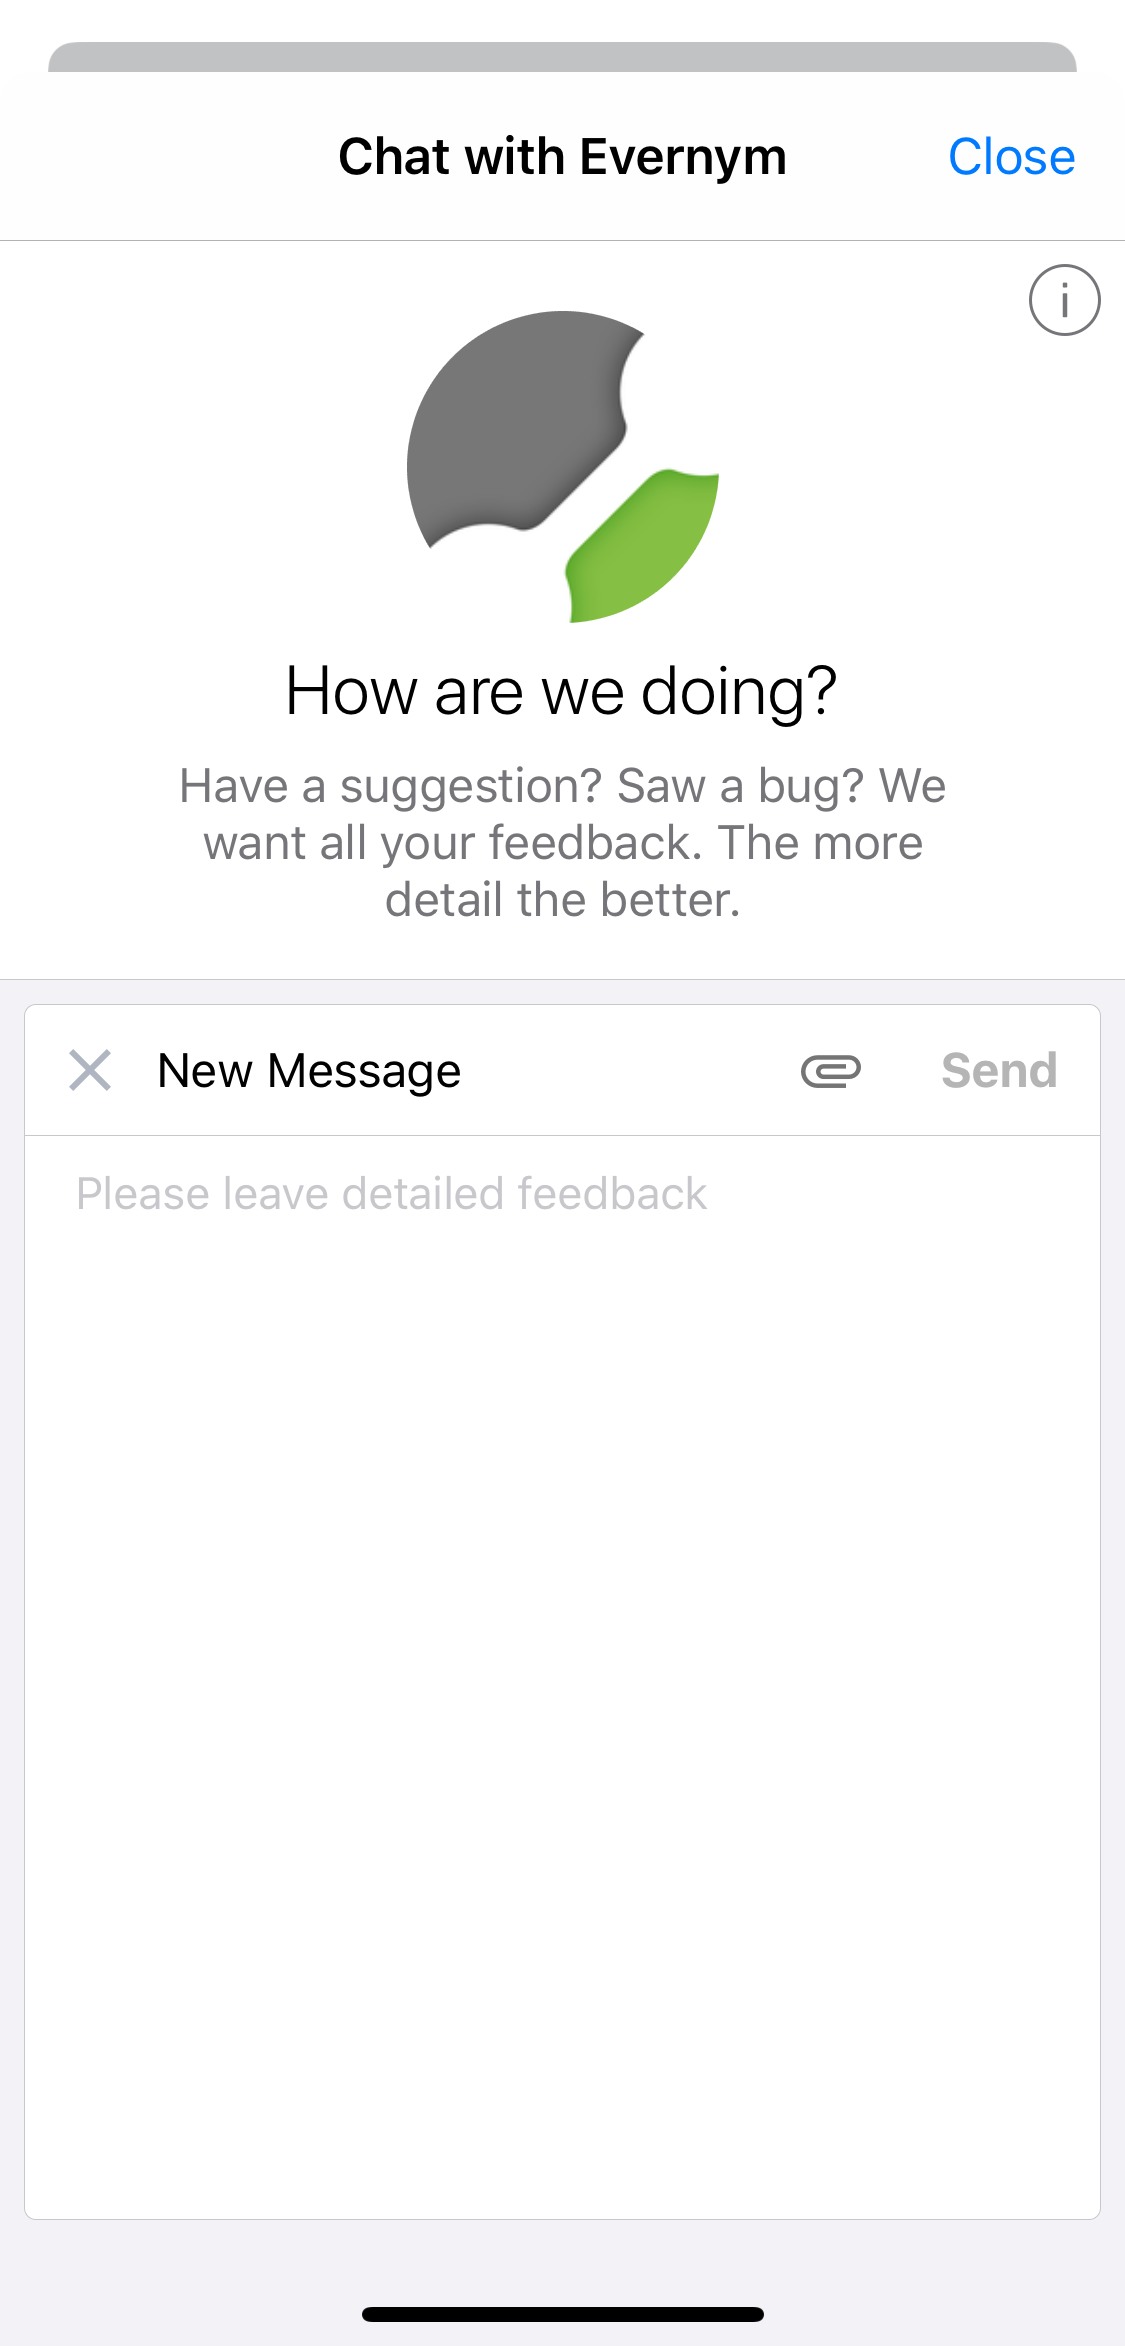 Chat with Evernym
Close
i
How are we doing?
Have a suggestion? Saw a bug? We
want all your feedback. The more
detail the better.
New Message
Send
Please leave detailed feedback